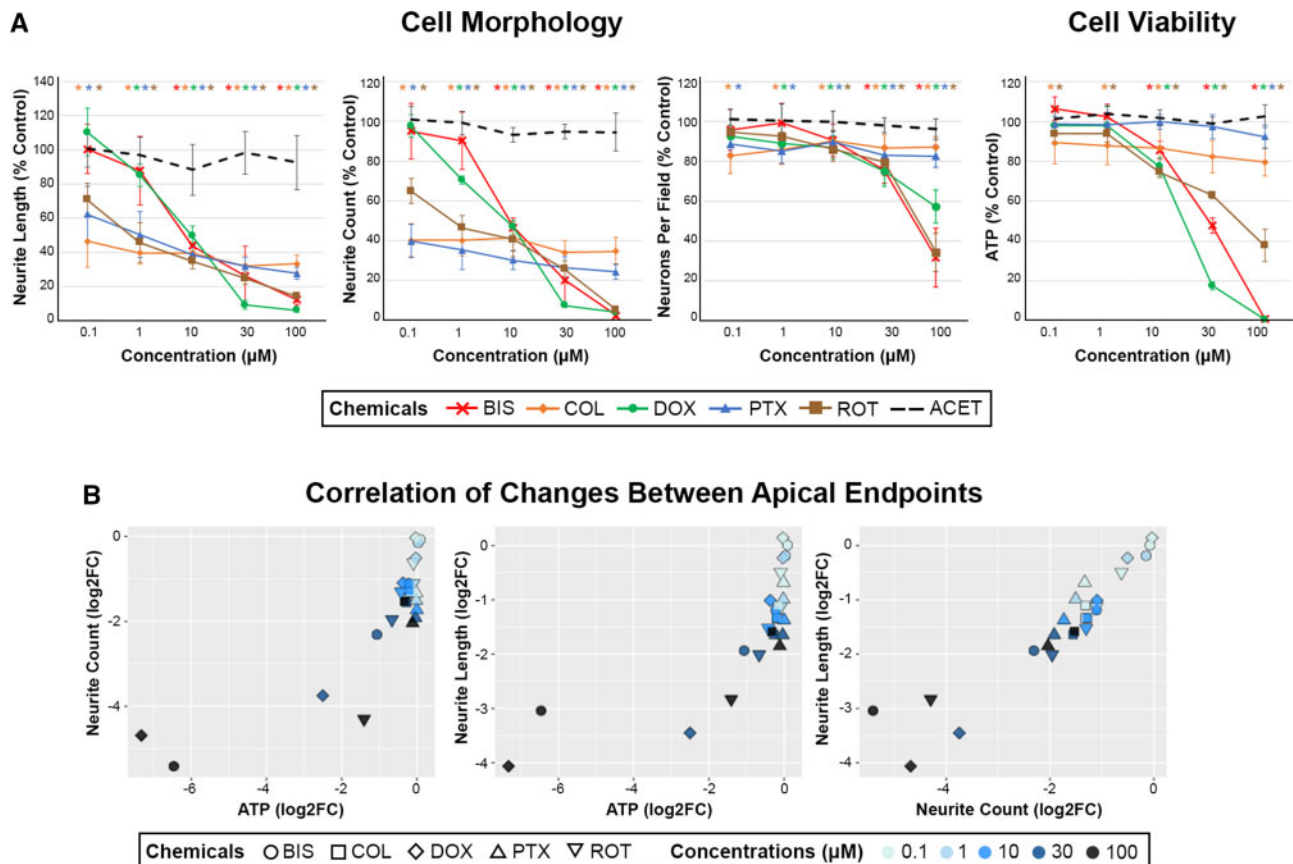 A
Cell Morphology
Cell Viability
Neurite Length (% Control)
140
120
100
80
60
40
20
0
0.1 1 10 30 100
Concentration (µM)
Neurite Count (% Control)
120
100
80
60
40
20
0
0.1 1 10 30 100
Concentration (µM)
Neurons Per Field (% Control)
120
100
80
60
40
20
0
0.1 1 10 30 100
Concentration (µM)
ATP (% Control)
120
100
80
60
40
20
0
0.1 1 10 30 100
Concentration (µM)
Chemicals BIS COL DOX PTX ROT ACET
B
Correlation of Changes Between Apical Endpoints
Neurite Count (log2FC)
0
-2
-4
-6 -4 -2 0
ATP (log2FC)
Neurite Length (log2FC)
0
-1
-2
-3
-4
-6 -4 -2 0
ATP (log2FC)
Neurite Length (log2FC)
0
-1
-2
-3
-4
-4 -2 0
Neurite Count (log2FC)
Chemicals BIS COL DOX PTX ROT Concentrations (µM) 0.1 1 10 30 100